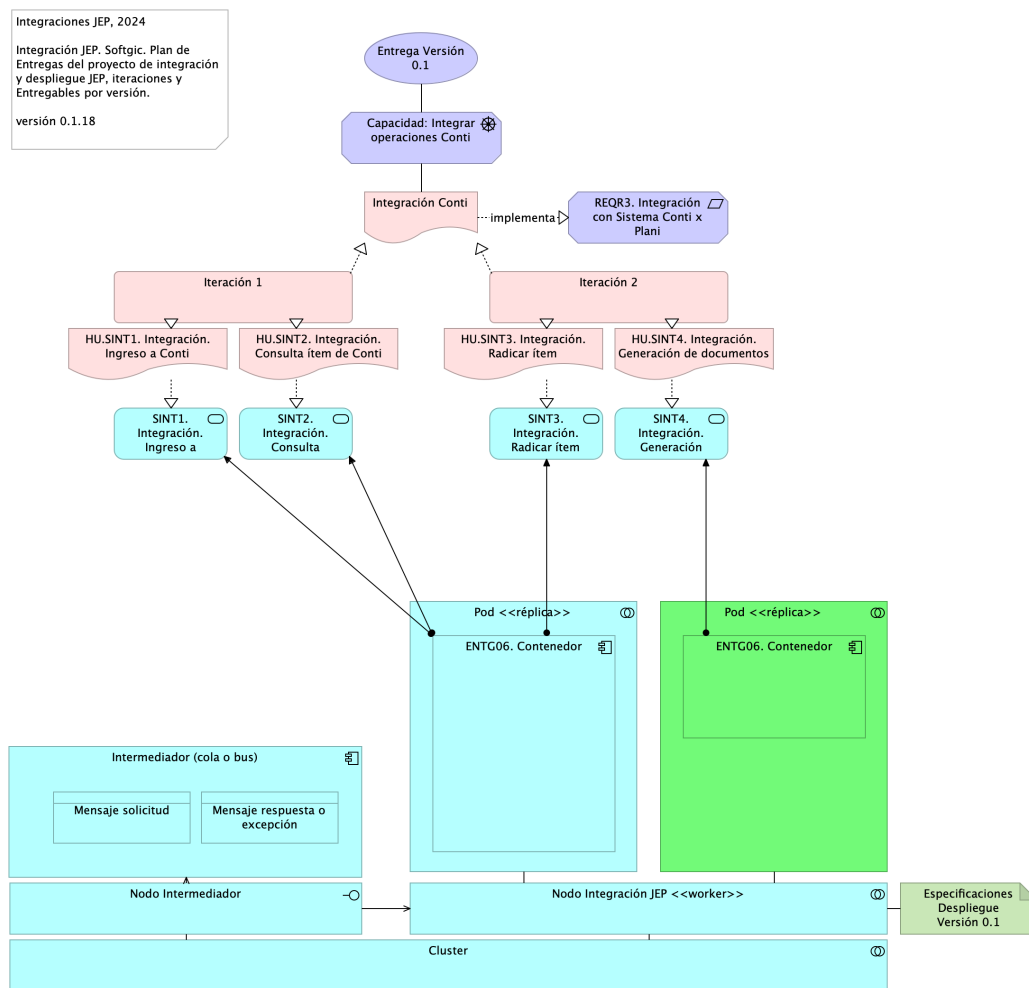 Integraciones JEP, 2024
Integración JEP. Softgic. Plan de
Entregas del proyecto de integración
y despliegue JEP, iteraciones y
Entregables por versión.
versión 0.1.18
Entrega Versión
0.1
Capacidad: Integrar
operaciones Conti
Integración Conti
implementa
REQR3. Integración
con Sistema Conti x
Plani
Iteración 1
Iteración 2
HU.SINT1. Integración.
Ingreso a Conti
HU.SINT2. Integración.
Consulta ítem de Conti
HU.SINT3. Integración.
Radicar ítem
HU.SINT4. Integración.
Generación de documentos
SINT1.
Integración.
Ingreso a
SINT2.
Integración.
Consulta
SINT3.
Integración.
Radicar ítem
SINT4.
Integración.
Generación
Pod <<réplica>>
ENTG06. Contenedor
Pod <<réplica>>
ENTG06. Contenedor
Intermediador (cola o bus)
Mensaje solicitud
Mensaje respuesta o
excepción
Nodo Intermediador
Nodo Integración JEP <<worker>>
Especificaciones
Despliegue
Versión 0.1
Cluster